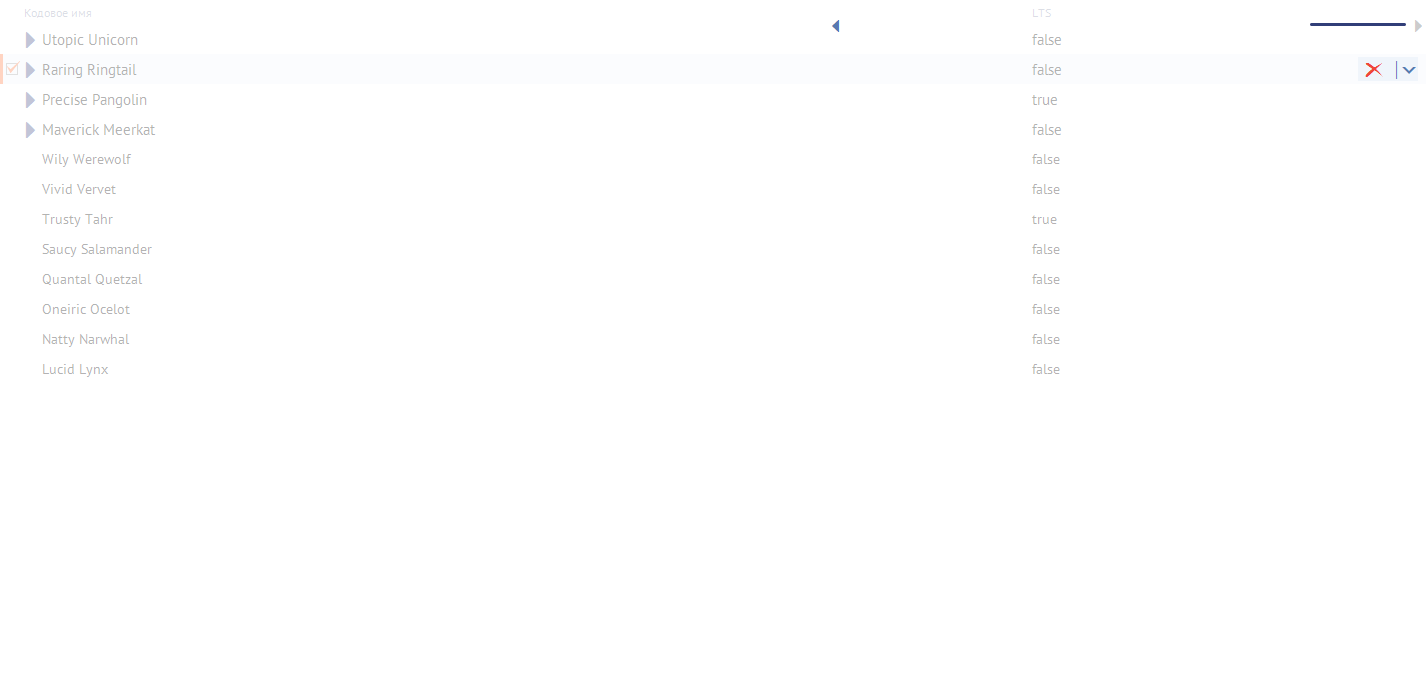 Кодовое имя LTS
Utopic Unicorn false
Raring Ringtail false
Precise Pangolin true
Maverick Meerkat false
Wily Werewolf false
Vivid Vervet false
Trusty Tahr true
Saucy Salamander false
Quantal Quetzal false
Oneiric Ocelot false
Natty Narwhal false
Lucid Lynx false